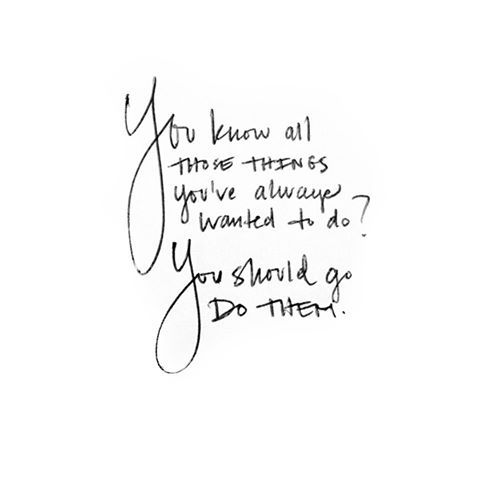 You know all
THOSE THINGS
you've always
wanted to do?
You should go
DO THEM.